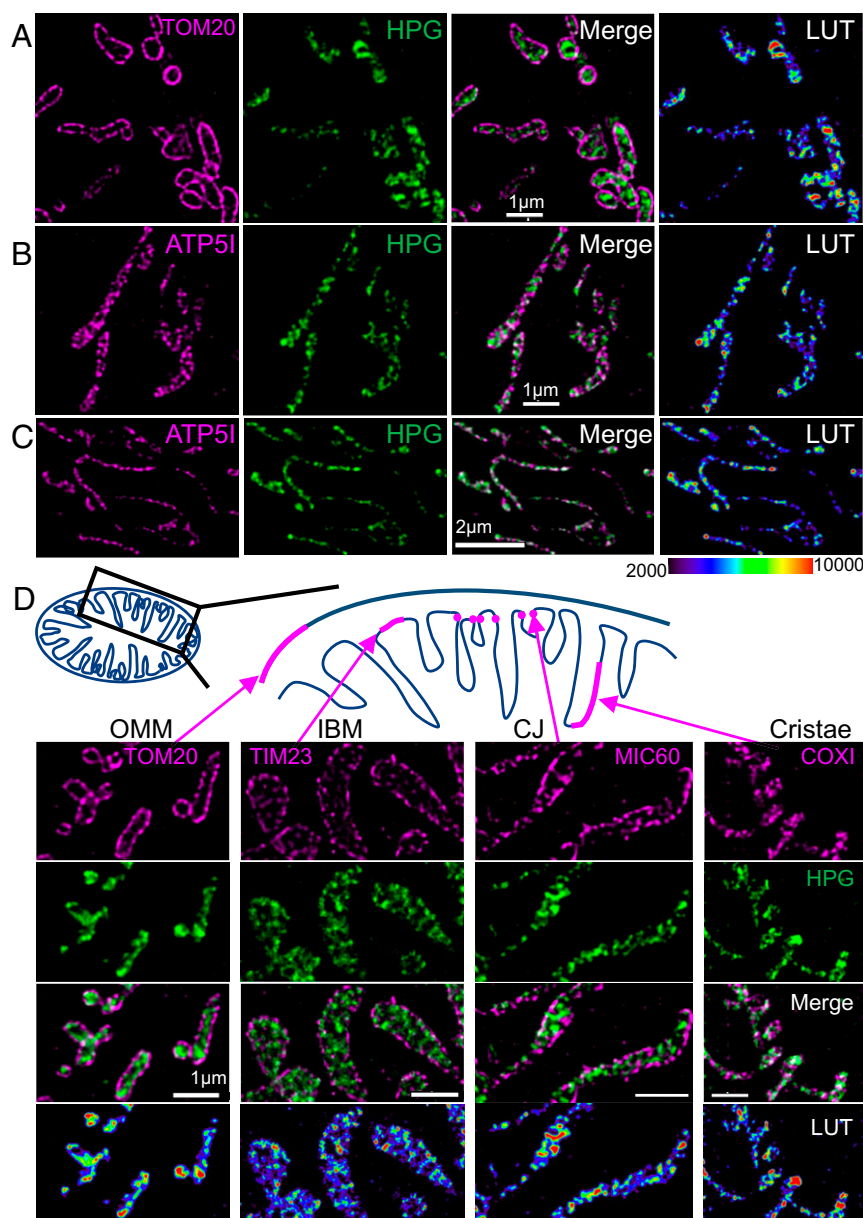 A TOM20 HPG Merge LUT
1µm
B ATP5I HPG Merge LUT
1µm
C ATP5I HPG Merge LUT
2µm
2000 10000
D
OMM IBM CJ Cristae
TOM20 TIM23 MIC60 COXI
HPG
Merge
1µm
LUT